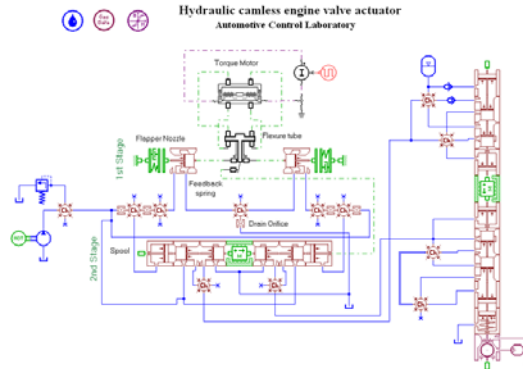 Hydraulic camless engine valve actuator
Automotive Control Laboratory
Gas
Torque Motor
Flapper Nozzle
Flexure tube
1st Stage
Feedback
spring
Drain Orifice
2nd Stage
Spool